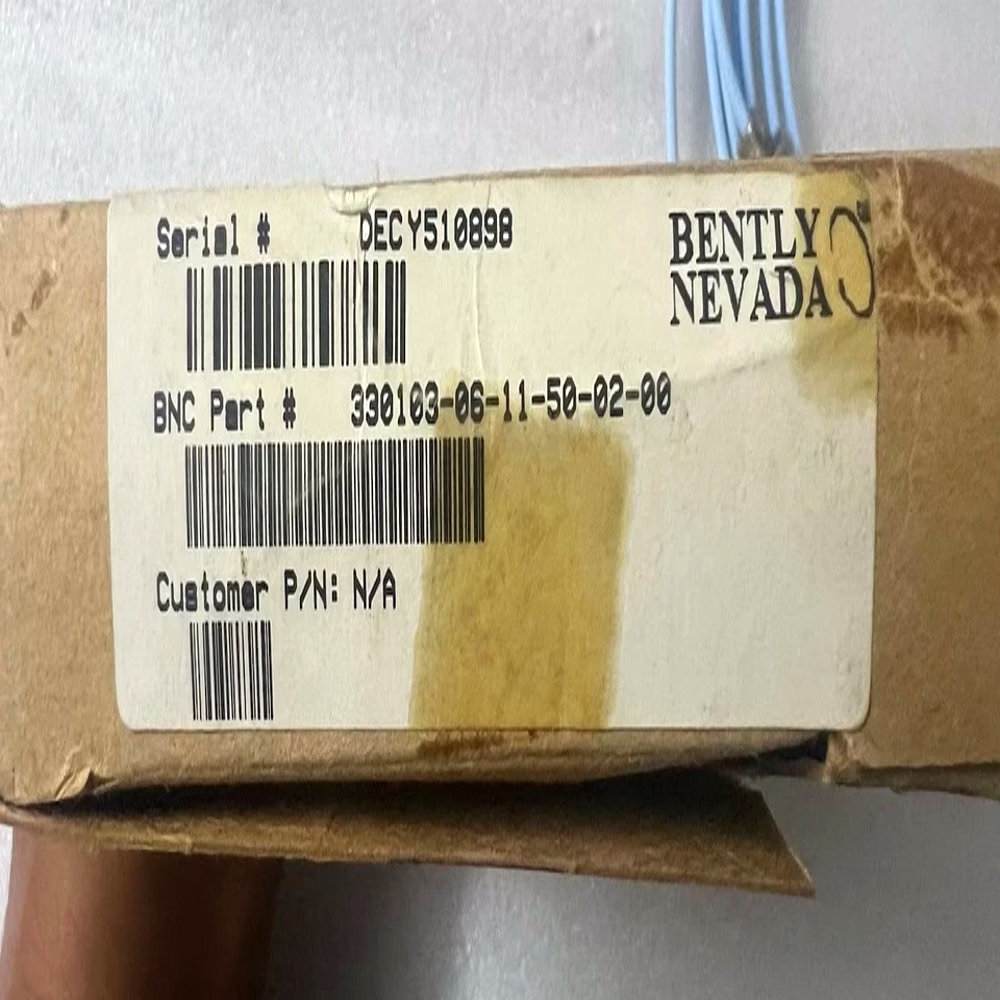 Serial # DECY510898
BENTLY
NEVADA
BNC Part # 330103-06-11-50-02-00
Customer P/N: N/A